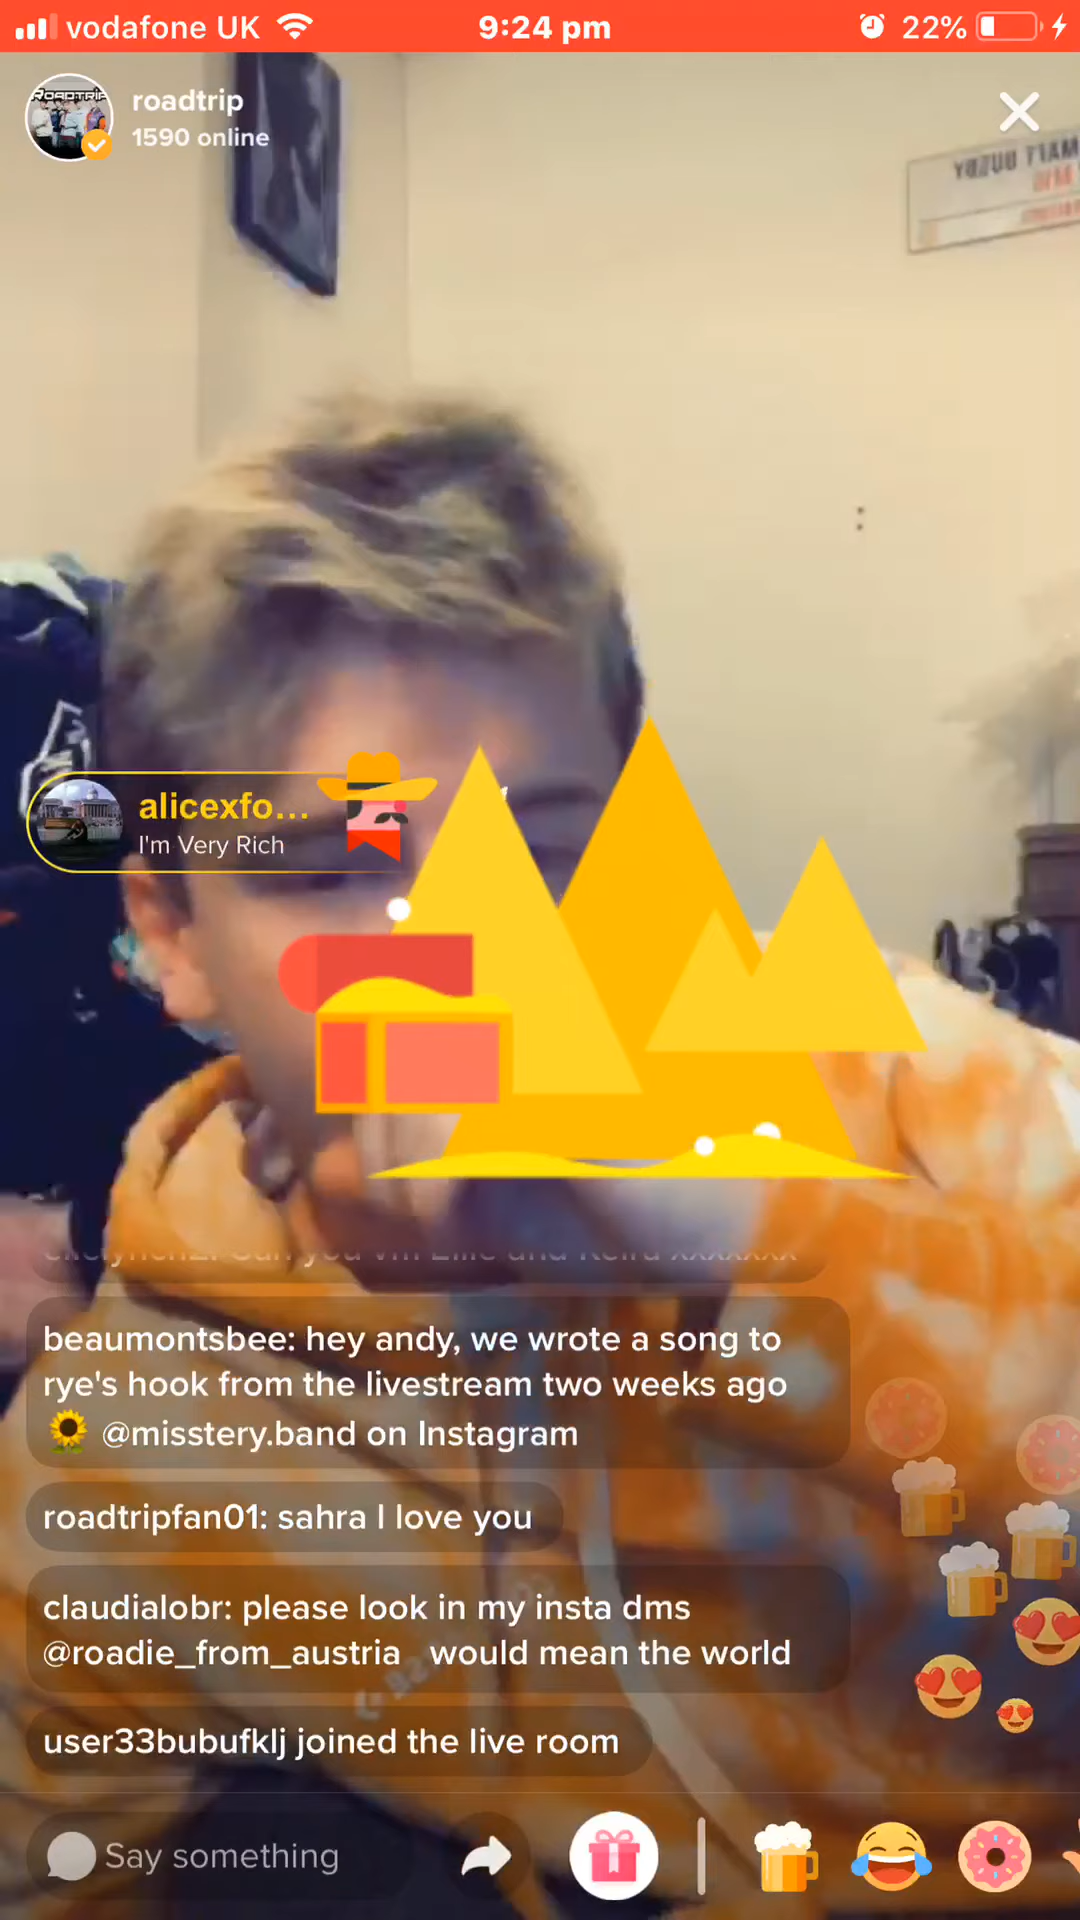 vodafone UK
9:24 pm
22%
ROADTRIP
roadtrip
1590 online
alicexfo...
I'm Very Rich
beaumontsbee: hey andy, we wrote a song to
rye's hook from the livestream two weeks ago
🌻 @misstery.band on Instagram
roadtripfan01: sahra I love you
claudialobr: please look in my insta dms
@roadie_from_austria would mean the world
user33bubufklj joined the live room
Say something